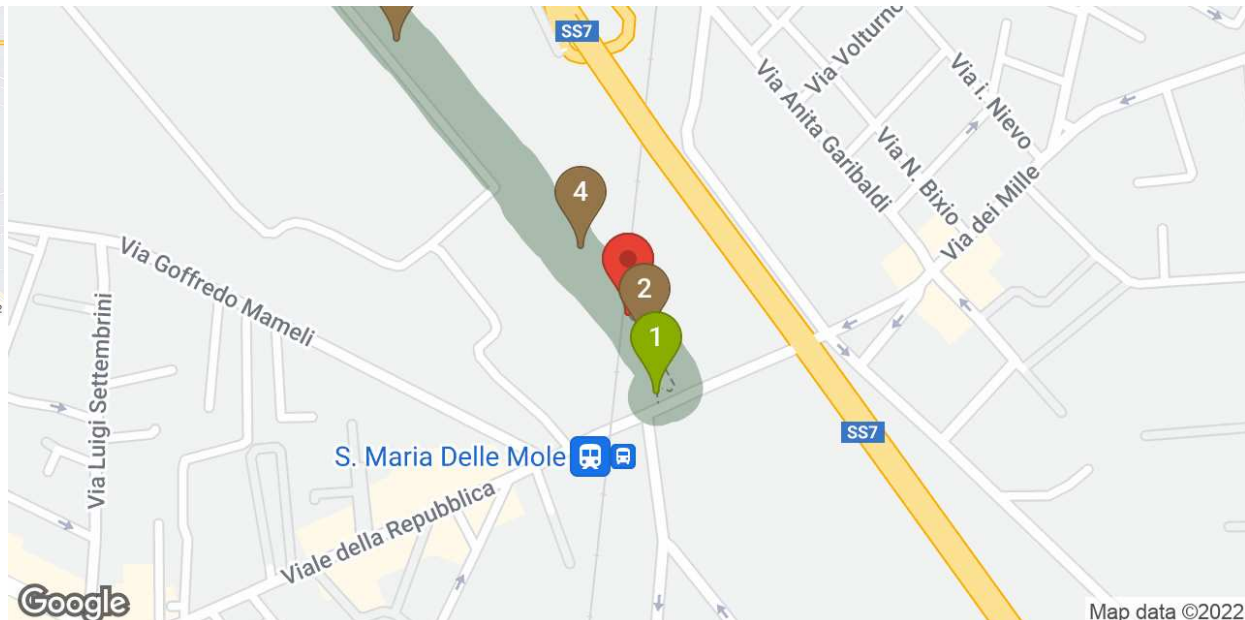 SS7
Via Volturno
Via i. Nievo
Via Anita Garibaldi
Via N. Bixio
Via dei Mille
4
Via Goffredo Mameli
2
1
Via Luigi Settembrini
SS7
S. Maria Delle Mole
Viale della Repubblica
Google
Map data ©2022